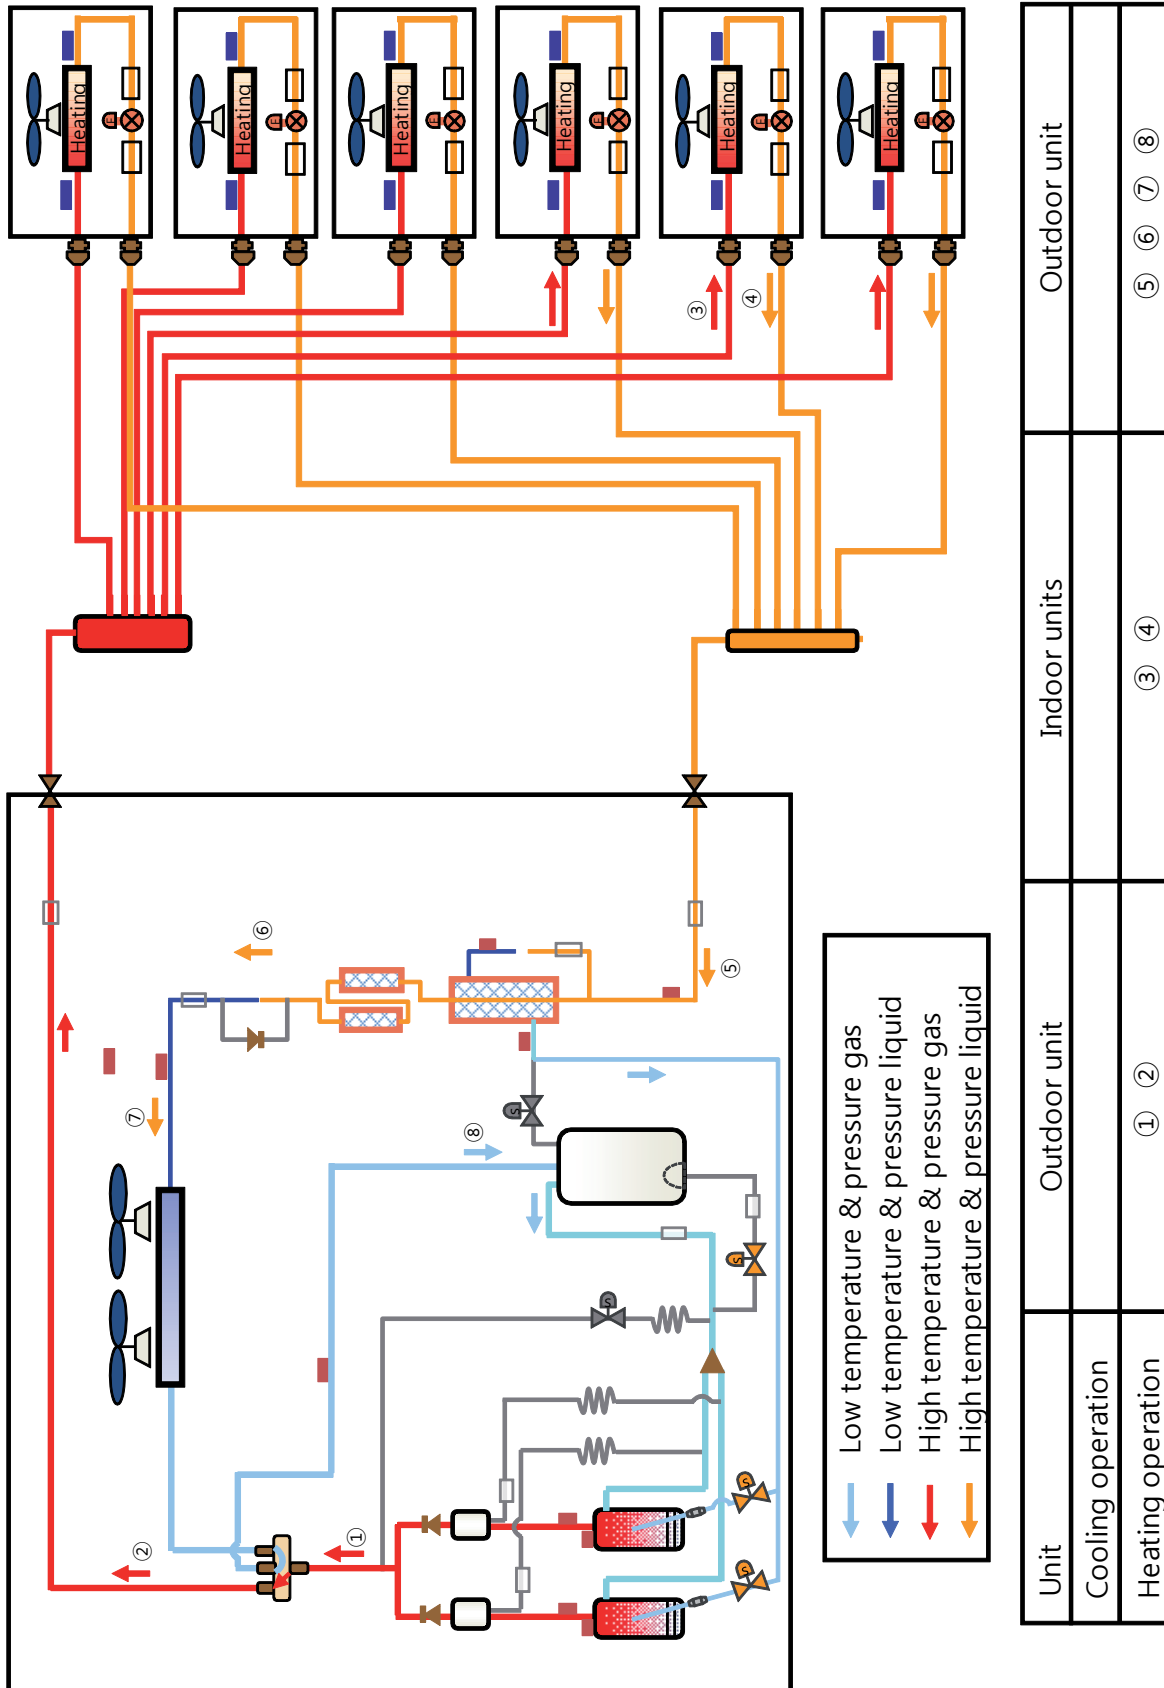 Heating
Heating
Heating
Heating
Heating
Heating
E
E
E
E
E
E
③
④
②
①
⑦
⑥
⑧
⑤
S
S
S
S
S
Low temperature & pressure gas
Low temperature & pressure liquid
High temperature & pressure gas
High temperature & pressure liquid
Unit Outdoor unit Indoor units Outdoor unit
Cooling operation
Heating operation ① ② ③ ④ ⑤ ⑥ ⑦ ⑧